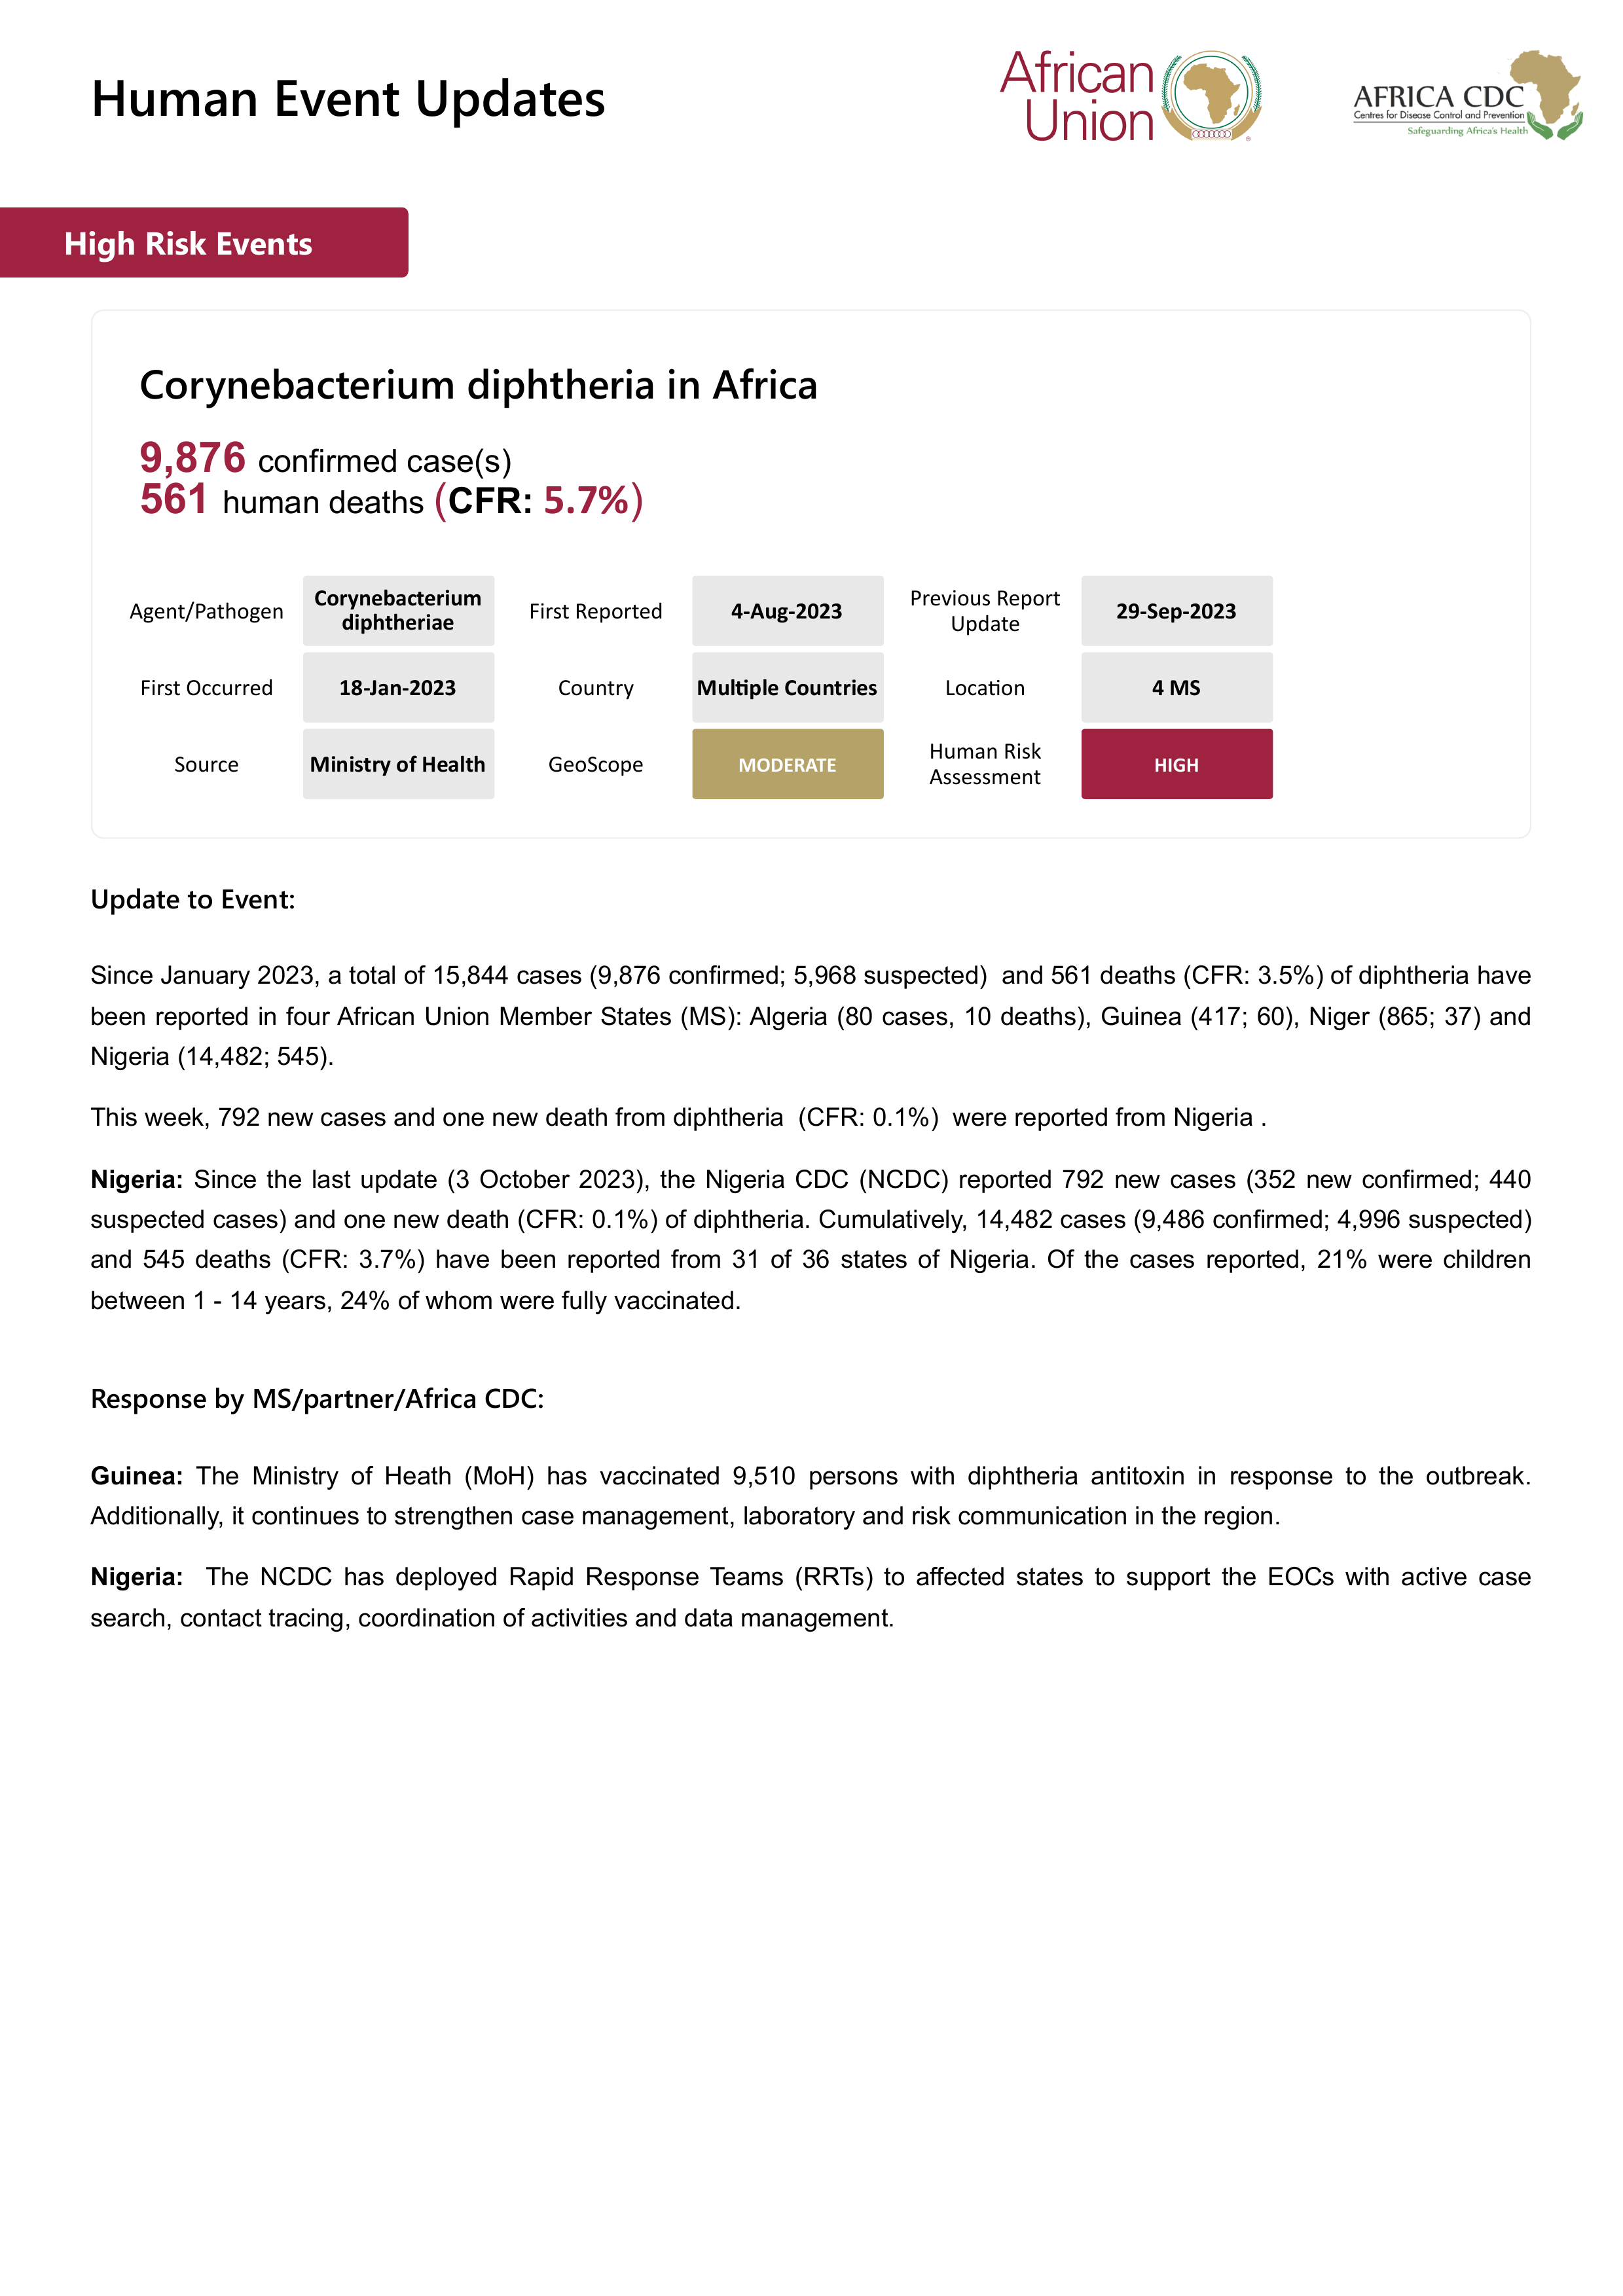 Human Event Updates
African
Union
AFRICA CDC
Centres for Disease Control and Prevention
Safeguarding Africa's Health
High Risk Events
Corynebacterium diphtheria in Africa
9,876 confirmed case(s)
561 human deaths (CFR: 5.7%)
Agent/Pathogen
Corynebacterium
diphtheriae
First Reported
4-Aug-2023
Previous Report
Update
29-Sep-2023
First Occurred
18-Jan-2023
Country
Multiple Countries
Location
4 MS
Source
Ministry of Health
GeoScope
MODERATE
Human Risk
Assessment
HIGH
Update to Event:
Since January 2023, a total of 15,844 cases (9,876 confirmed; 5,968 suspected)  and 561 deaths (CFR: 3.5%) of diphtheria have
been reported in four African Union Member States (MS): Algeria (80 cases, 10 deaths), Guinea (417; 60), Niger (865; 37) and
Nigeria (14,482; 545).
This week, 792 new cases and one new death from diphtheria  (CFR: 0.1%)  were reported from Nigeria .
Nigeria: Since the last update (3 October 2023), the Nigeria CDC (NCDC) reported 792 new cases (352 new confirmed; 440
suspected cases) and one new death (CFR: 0.1%) of diphtheria. Cumulatively, 14,482 cases (9,486 confirmed; 4,996 suspected)
and 545 deaths (CFR: 3.7%) have been reported from 31 of 36 states of Nigeria. Of the cases reported, 21% were children
between 1 - 14 years, 24% of whom were fully vaccinated.
Response by MS/partner/Africa CDC:
Guinea: The Ministry of Heath (MoH) has vaccinated 9,510 persons with diphtheria antitoxin in response to the outbreak.
Additionally, it continues to strengthen case management, laboratory and risk communication in the region.
Nigeria:  The NCDC has deployed Rapid Response Teams (RRTs) to affected states to support the EOCs with active case
search, contact tracing, coordination of activities and data management.